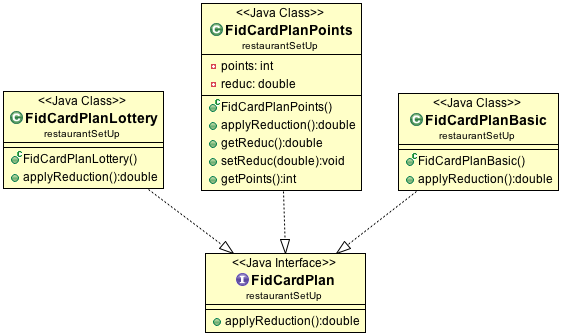 <<Java Class>>
FidCardPlanPoints
restaurantSetUp
points: int
reduc: double
FidCardPlanPoints()
applyReduction():double
getReduc():double
setReduc(double):void
getPoints():int
<<Java Class>>
FidCardPlanLottery
restaurantSetUp
FidCardPlanLottery()
applyReduction():double
<<Java Class>>
FidCardPlanBasic
restaurantSetUp
FidCardPlanBasic()
applyReduction():double
<<Java Interface>>
FidCardPlan
restaurantSetUp
applyReduction():double